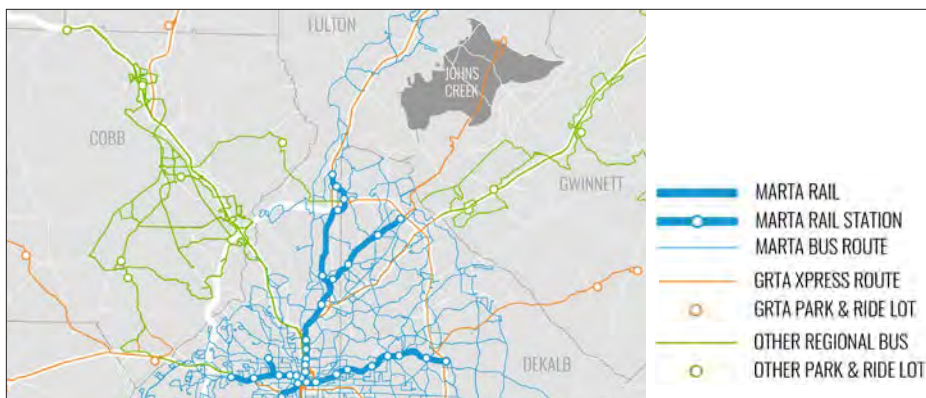 FULTON
JOHNS
CREEK
COBB
GWINNETT
DEKALB
MARTA RAIL
MARTA RAIL STATION
MARTA BUS ROUTE
GRTA XPRESS ROUTE
GRTA PARK & RIDE LOT
OTHER REGIONAL BUS
OTHER PARK & RIDE LOT